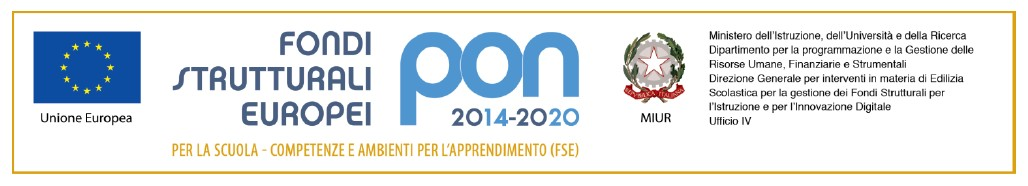 Unione Europea
FONDI
STRUTTURALI
EUROPEI
pon
2014-2020
PER LA SCUOLA - COMPETENZE E AMBIENTI PER L'APPRENDIMENTO (FSE)
REPVBBLICA ITALIANA
MIUR
Ministero dell'Istruzione, dell'Università e della Ricerca
Dipartimento per la programmazione e la Gestione delle
Risorse Umane, Finanziarie e Strumentali
Direzione Generale per interventi in materia di Edilizia
Scolastica per la gestione dei Fondi Strutturali per
l'Istruzione e per l'Innovazione Digitale
Ufficio IV